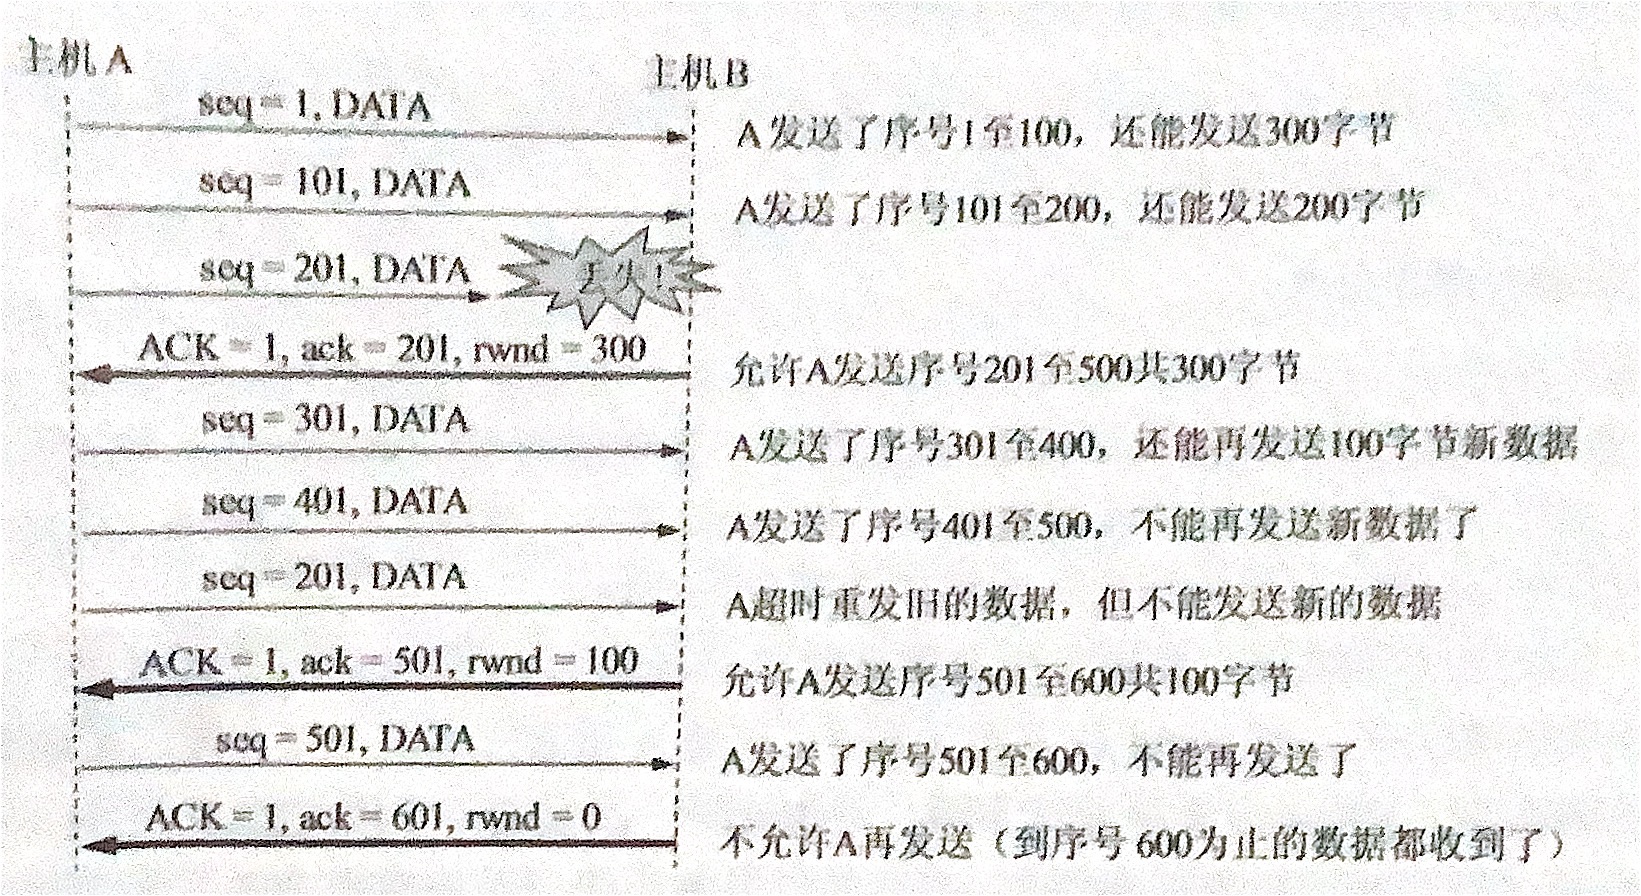 主机A
主机B
seq = 1, DATA
A发送了序号1至100，还能发送300字节
seq = 101, DATA
A发送了序号101至200，还能发送200字节
seq = 201, DATA
丢失!
ACK = 1, ack = 201, rwnd = 300
允许A发送序号201至500共300字节
seq = 301, DATA
A发送了序号301至400，还能再发送100字节新数据
seq = 401, DATA
A发送了序号401至500，不能再发送新数据了
seq = 201, DATA
A超时重发旧的数据，但不能发送新的数据
ACK = 1, ack = 501, rwnd = 100
允许A发送序号501至600共100字节
seq = 501, DATA
A发送了序号501至600，不能再发送了
ACK = 1, ack = 601, rwnd = 0
不允许A再发送（到序号600为止的数据都收到了）